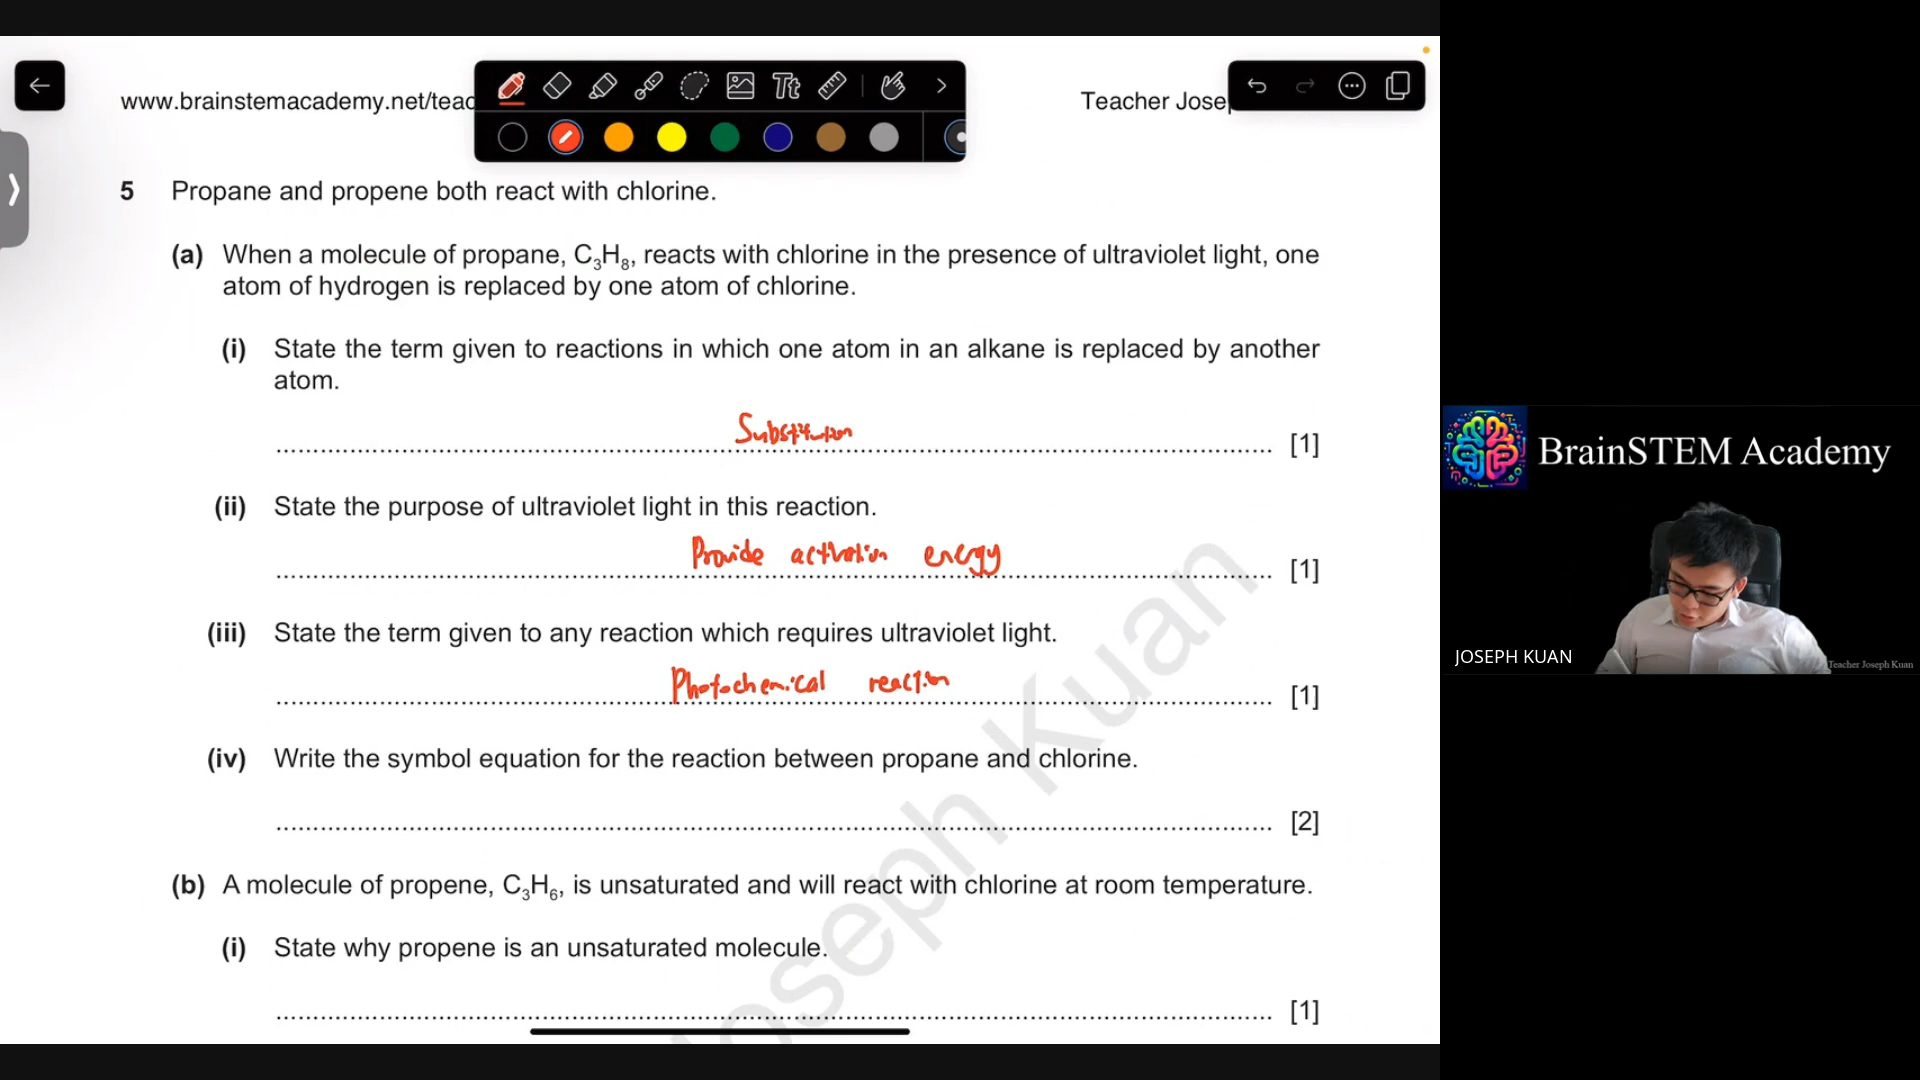 www.brainstemacademy.net/teac
Tt
Teacher Josep
5 Propane and propene both react with chlorine.
(a) When a molecule of propane, C₃H₈, reacts with chlorine in the presence of ultraviolet light, one
atom of hydrogen is replaced by one atom of chlorine.
(i) State the term given to reactions in which one atom in an alkane is replaced by another
atom.
Substitution
[1]
(ii) State the purpose of ultraviolet light in this reaction.
Provide activation energy
[1]
(iii) State the term given to any reaction which requires ultraviolet light.
Photochemical reaction
[1]
(iv) Write the symbol equation for the reaction between propane and chlorine.
[2]
(b) A molecule of propene, C₃H₆, is unsaturated and will react with chlorine at room temperature.
(i) State why propene is an unsaturated molecule.
[1]
Joseph Kuan
BrainSTEM Academy
JOSEPH KUAN
Teacher Joseph Kuan